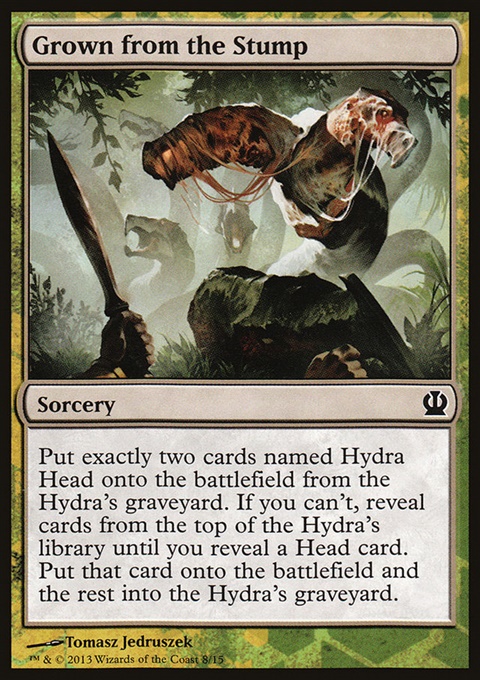 Grown from the Stump
Sorcery
Put exactly two cards named Hydra
Head onto the battlefield from the
Hydra's graveyard. If you can't, reveal
cards from the top of the Hydra's
library until you reveal a Head card.
Put that card onto the battlefield and
the rest into the Hydra's graveyard.
Tomasz Jedruszek
™ & © 2013 Wizards of the Coast 8/15